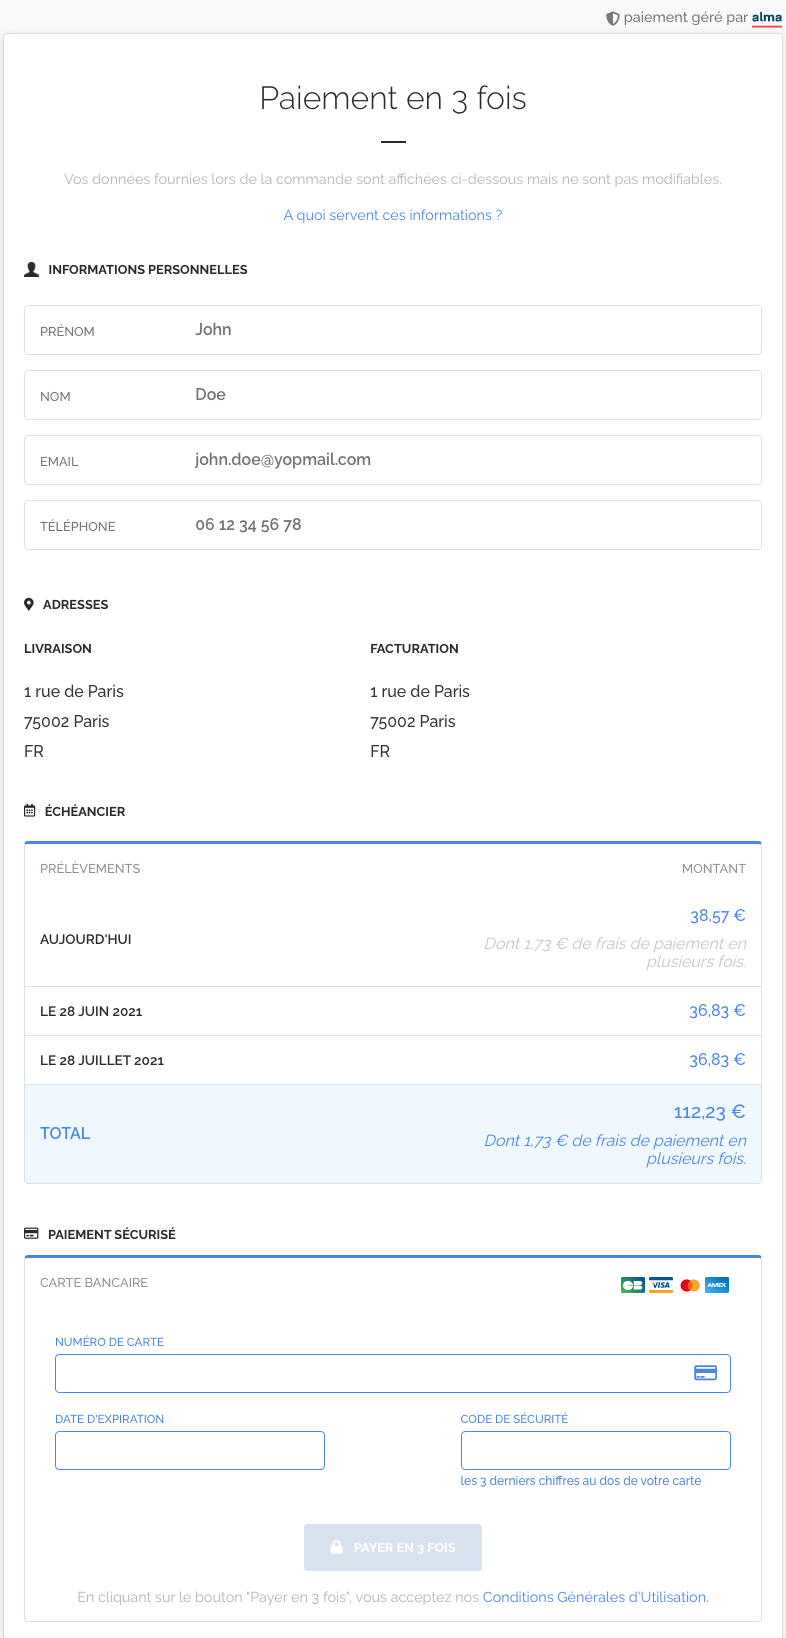 paiement géré par alma
Paiement en 3 fois
Vos données fournies lors de la commande sont affichées ci-dessous mais ne sont pas modifiables.
A quoi servent ces informations ?
INFORMATIONS PERSONNELLES
PRÉNOM John
NOM Doe
EMAIL john.doe@yopmail.com
TÉLÉPHONE 06 12 34 56 78
ADRESSES
LIVRAISON FACTURATION
1 rue de Paris 1 rue de Paris
75002 Paris 75002 Paris
FR FR
ÉCHÉANCIER
PRÉLÈVEMENTS MONTANT
38,57 €
AUJOURD'HUI
Dont 1,73 € de frais de paiement en
plusieurs fois.
LE 28 JUIN 2021 36,83 €
LE 28 JUILLET 2021 36,83 €
112,23 €
TOTAL
Dont 1,73 € de frais de paiement en
plusieurs fois.
PAIEMENT SÉCURISÉ
CARTE BANCAIRE CB VISA AMEX
NUMÉRO DE CARTE
DATE D'EXPIRATION CODE DE SÉCURITÉ
les 3 derniers chiffres au dos de votre carte
PAYER EN 3 FOIS
En cliquant sur le bouton "Payer en 3 fois", vous acceptez nos Conditions Générales d'Utilisation.